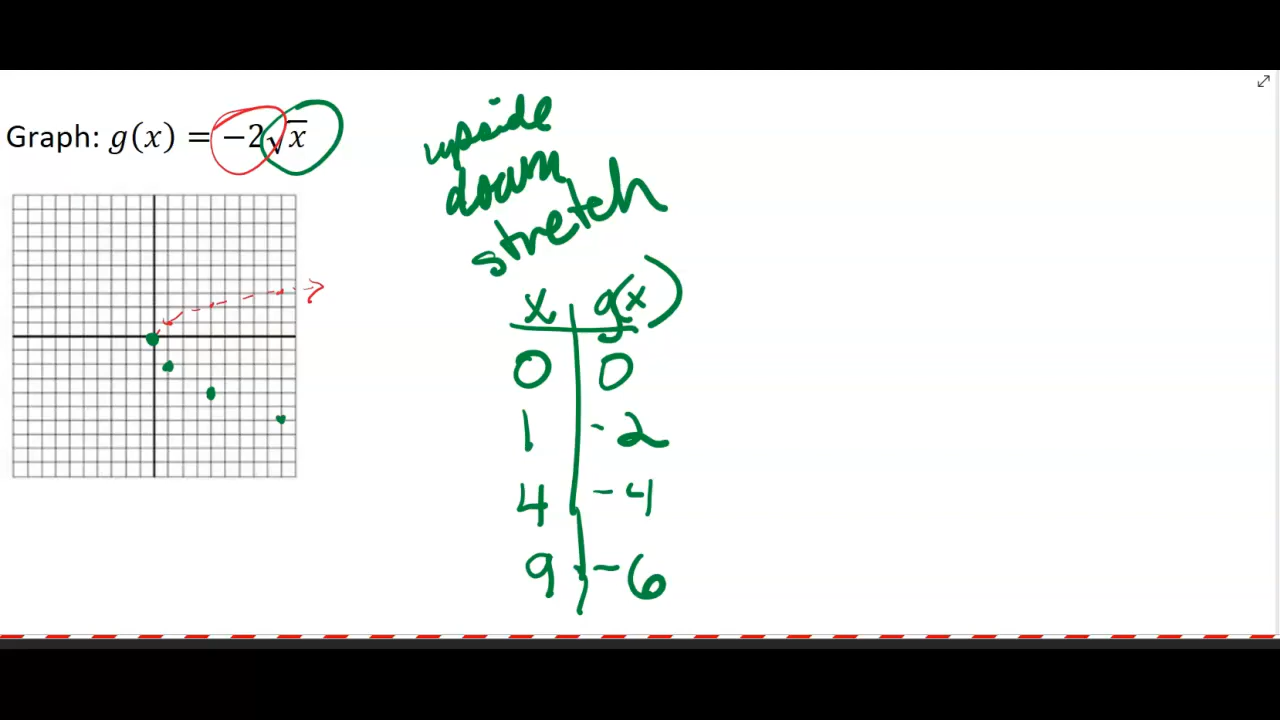 Graph: g(x) = −2√x
upside
down
stretch
x g(x)
0 0
1 -2
4 -4
9 -6